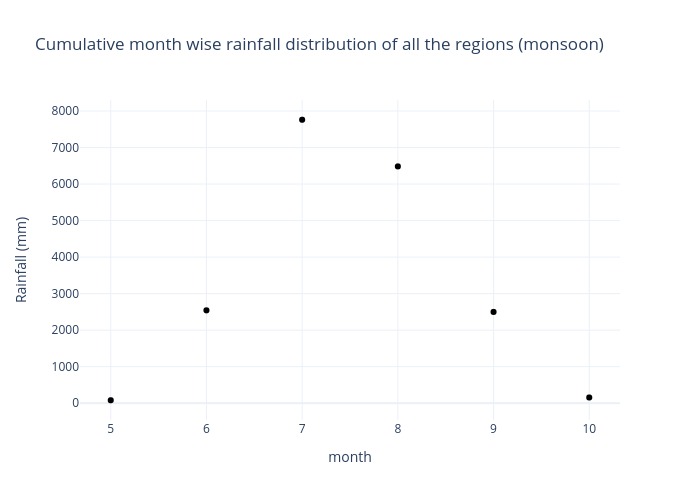 Cumulative month wise rainfall distribution of all the regions (monsoon)
8000
7000
6000
5000
4000
3000
2000
1000
0
Rainfall (mm)
5 6 7 8 9 10
month